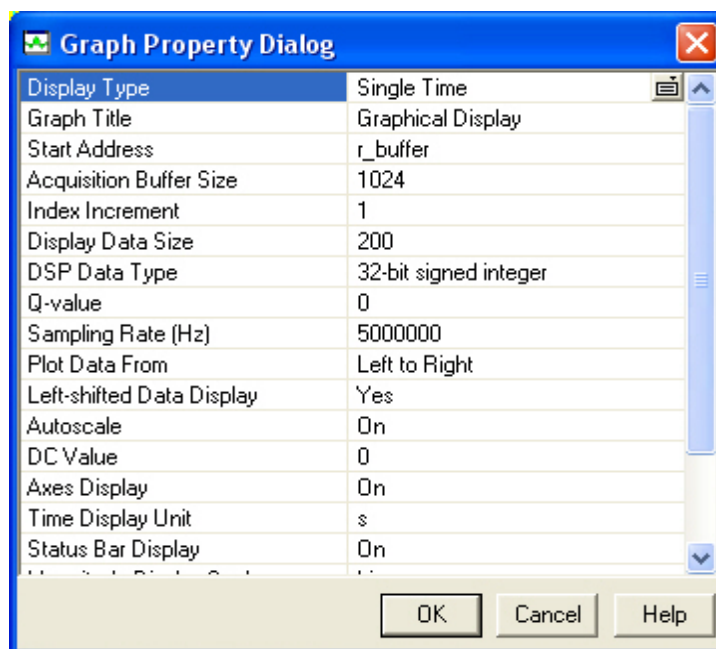 Graph Property Dialog
Display Type Single Time
Graph Title Graphical Display
Start Address r_buffer
Acquisition Buffer Size 1024
Index Increment 1
Display Data Size 200
DSP Data Type 32-bit signed integer
Q-value 0
Sampling Rate (Hz) 5000000
Plot Data From Left to Right
Left-shifted Data Display Yes
Autoscale On
DC Value 0
Axes Display On
Time Display Unit s
Status Bar Display On
OK Cancel Help